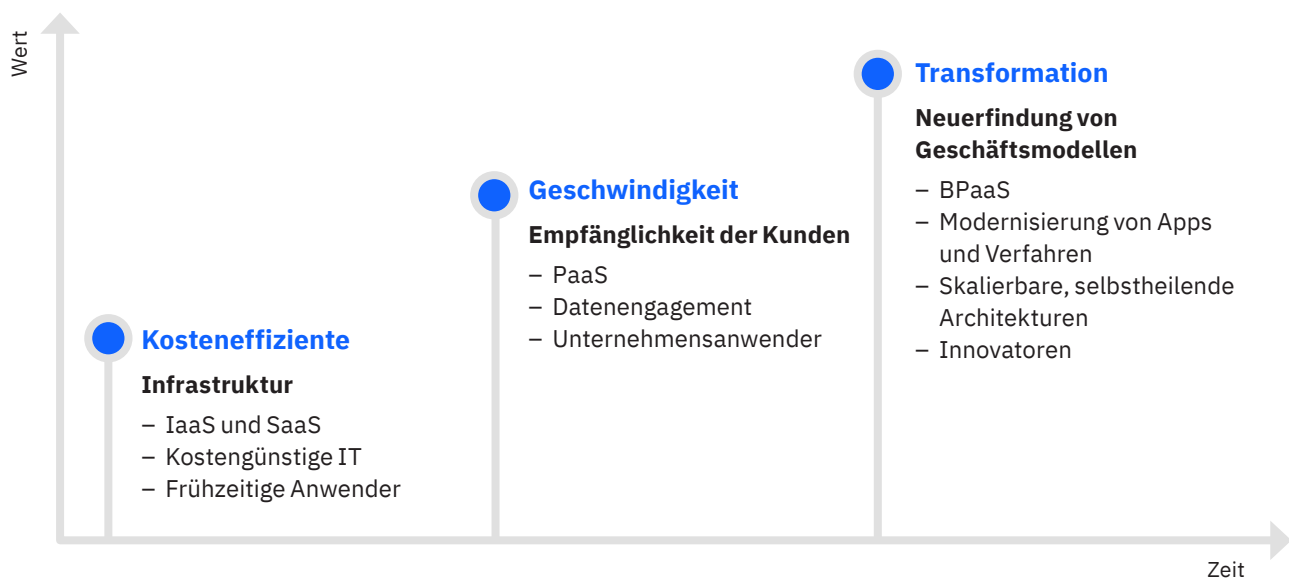 Wert
Kosteneffiziente
Infrastruktur
– IaaS und SaaS
– Kostengünstige IT
– Frühzeitige Anwender
Geschwindigkeit
Empfänglichkeit der Kunden
– PaaS
– Datenengagement
– Unternehmensanwender
Transformation
Neuerfindung von
Geschäftsmodellen
– BPaaS
– Modernisierung von Apps
und Verfahren
– Skalierbare, selbstheilende
Architekturen
– Innovatoren
Zeit